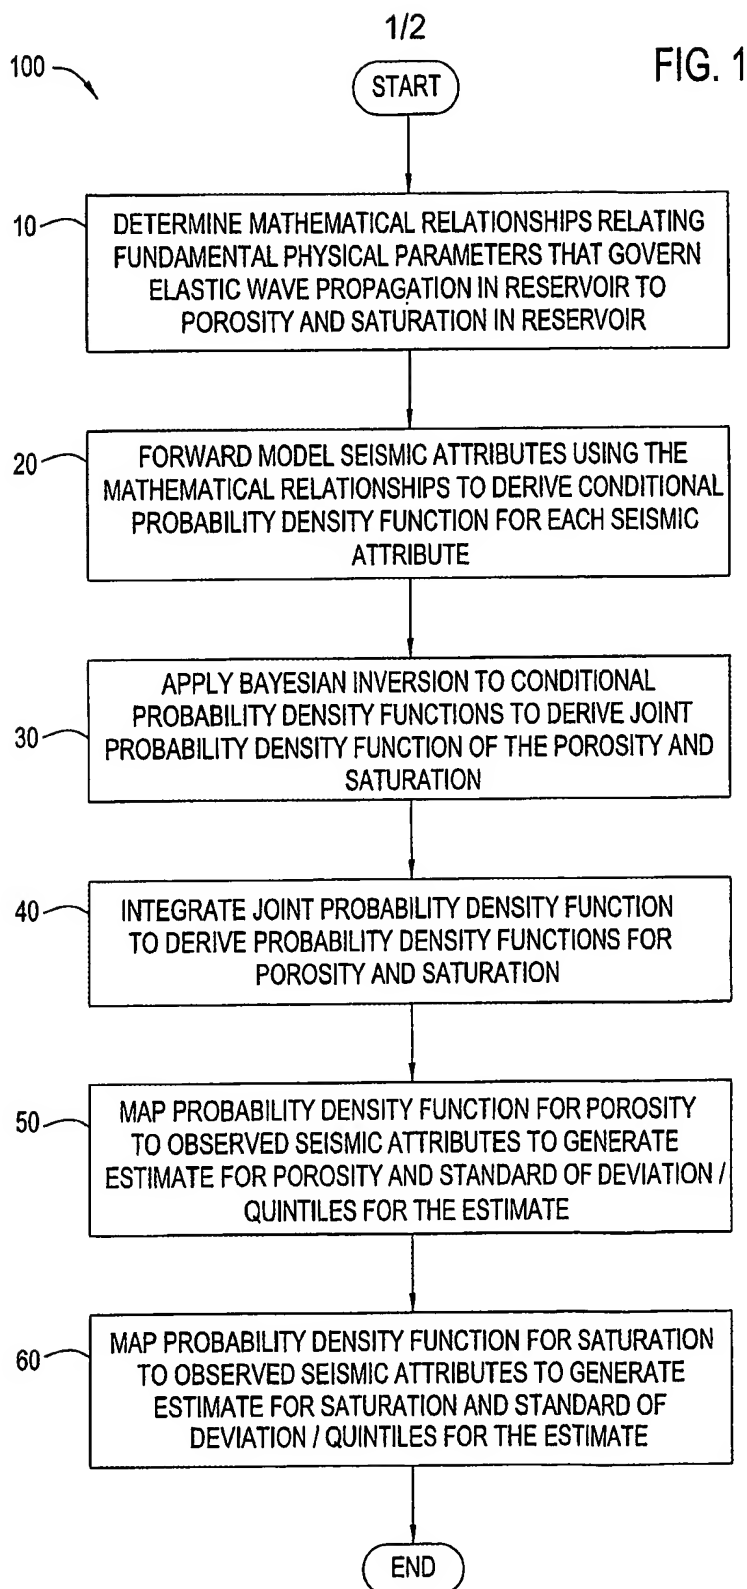 1/2
FIG. 1
100
START
10
DETERMINE MATHEMATICAL RELATIONSHIPS RELATING
FUNDAMENTAL PHYSICAL PARAMETERS THAT GOVERN
ELASTIC WAVE PROPAGATION IN RESERVOIR TO
POROSITY AND SATURATION IN RESERVOIR.
20
FORWARD MODEL SEISMIC ATTRIBUTES USING THE
MATHEMATICAL RELATIONSHIPS TO DERIVE CONDITIONAL
PROBABILITY DENSITY FUNCTION FOR EACH SEISMIC
ATTRIBUTE
30
APPLY BAYESIAN INVERSION TO CONDITIONAL
PROBABILITY DENSITY FUNCTIONS TO DERIVE JOINT
PROBABILITY DENSITY FUNCTION OF THE POROSITY AND
SATURATION
40
INTEGRATE JOINT PROBABILITY DENSITY FUNCTION
TO DERIVE PROBABILITY DENSITY FUNCTIONS FOR
POROSITY AND SATURATION
50
MAP PROBABILITY DENSITY FUNCTION FOR POROSITY
TO OBSERVED SEISMIC ATTRIBUTES TO GENERATE
ESTIMATE FOR POROSITY AND STANDARD OF DEVIATION /
QUINTILES FOR THE ESTIMATE
60
MAP PROBABILITY DENSITY FUNCTION FOR SATURATION
TO OBSERVED SEISMIC ATTRIBUTES TO GENERATE
ESTIMATE FOR SATURATION AND STANDARD OF
DEVIATION / QUINTILES FOR THE ESTIMATE
END